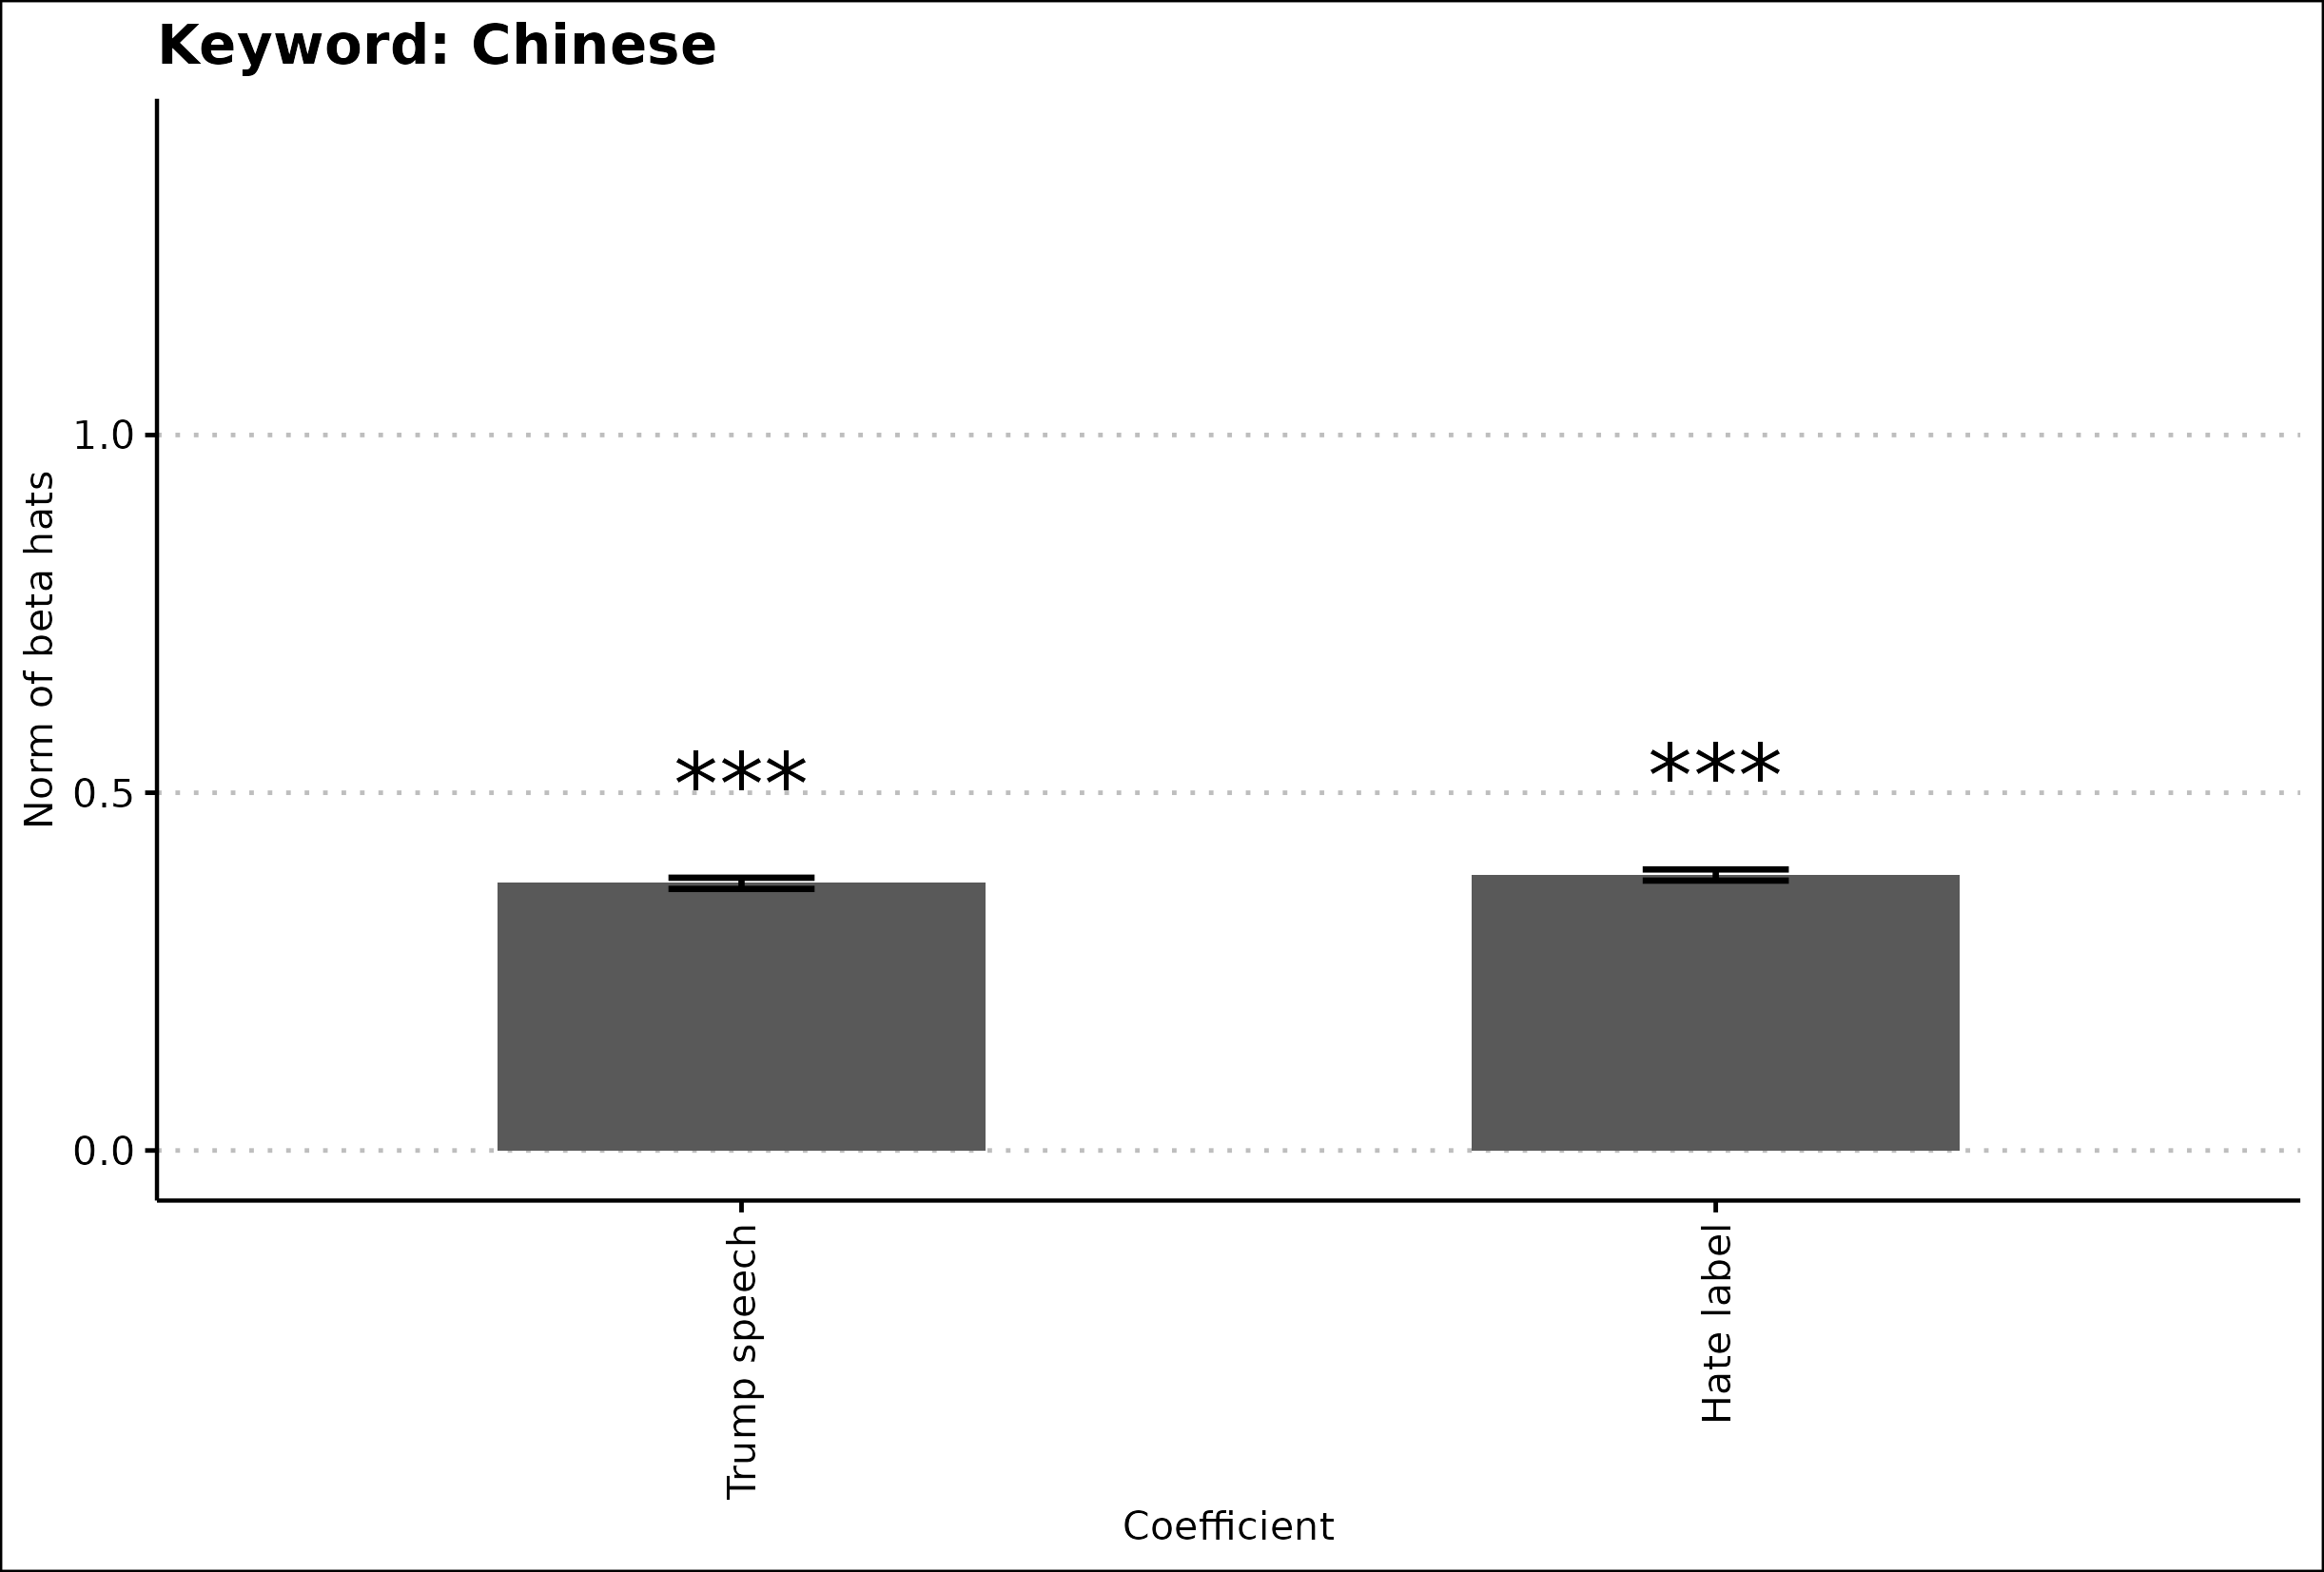 Keyword: Chinese
Norm of beta hats
1.0
0.5
0.0
***
***
Trump speech
Hate label
Coefficient